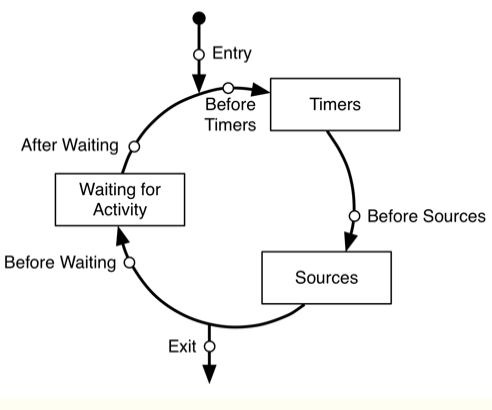 Entry
Before
Timers
Timers
After Waiting
Waiting for
Activity
Before Sources
Before Waiting
Sources
Exit